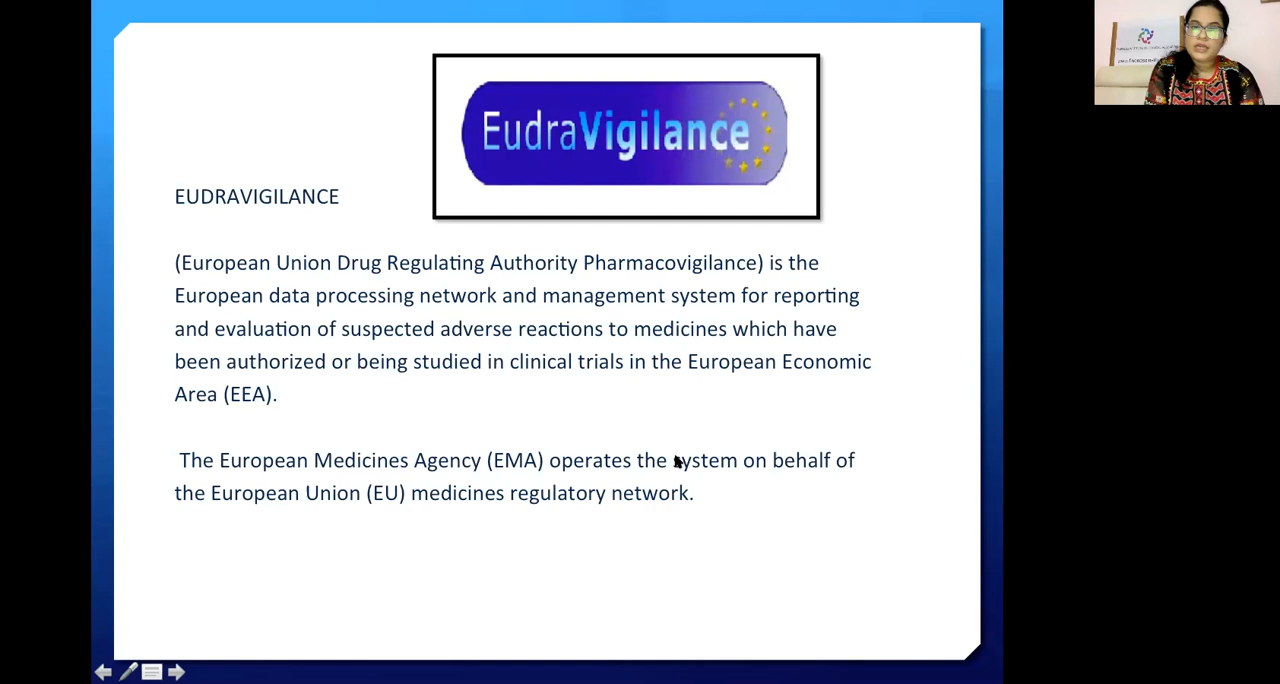 EudraVigilance
EUDRAVIGILANCE
(European Union Drug Regulating Authority Pharmacovigilance) is the
European data processing network and management system for reporting
and evaluation of suspected adverse reactions to medicines which have
been authorized or being studied in clinical trials in the European Economic
Area (EEA).
The European Medicines Agency (EMA) operates the system on behalf of
the European Union (EU) medicines regulatory network.